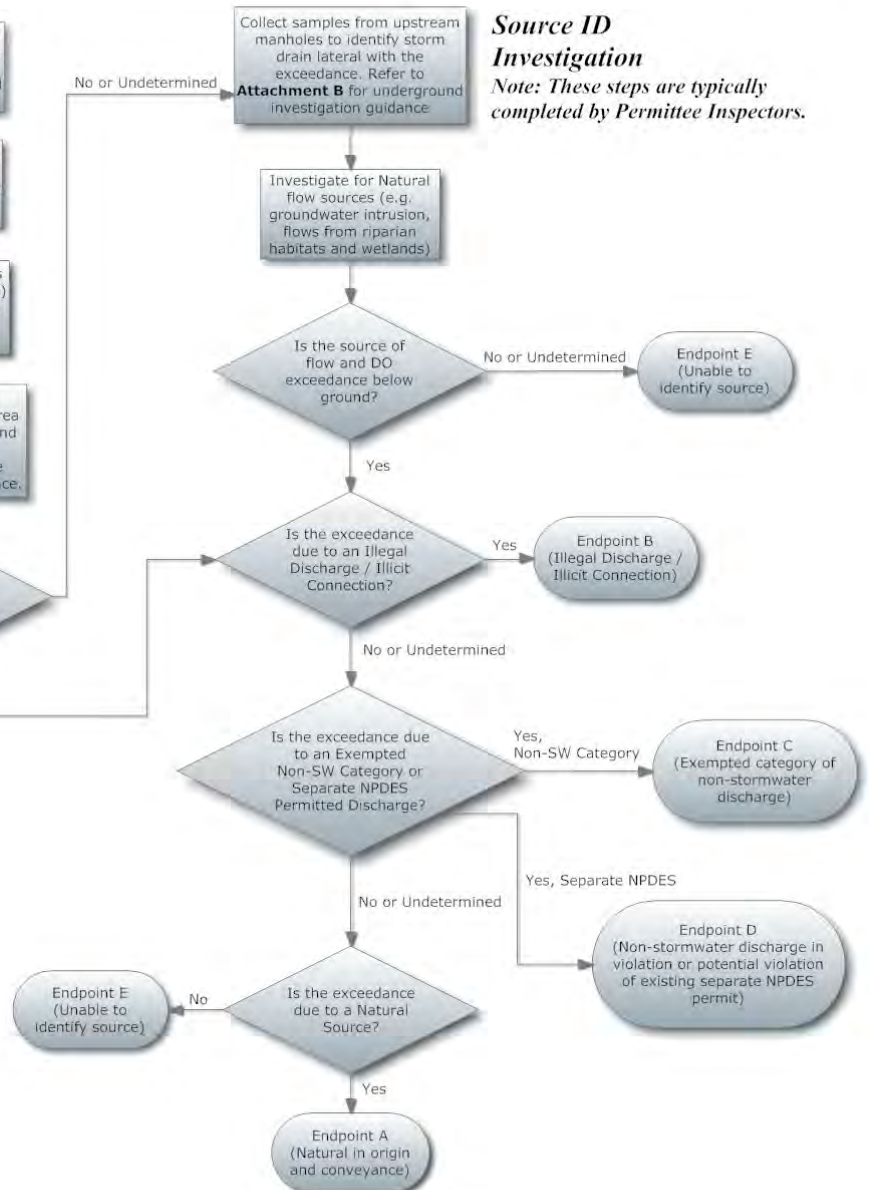 Source ID
Investigation
Note: These steps are typically
completed by Permittee Inspectors.
Collect samples from upstream
manholes to identify storm
drain lateral with the
exceedance. Refer to
Attachment B for underground
investigation guidance
No or Undetermined
Investigate for Natural
flow sources (e.g.
groundwater intrusion,
flows from riparian
habitats and wetlands)
Is the source of
flow and DO
exceedance below
ground?
No or Undetermined
Endpoint E
(Unable to
identify source)
Yes
Is the exceedance
due to an Illegal
Discharge / Illicit
Connection?
Yes
Endpoint B
(Illegal Discharge /
Illicit Connection)
No or Undetermined
Is the exceedance due
to an Exempted
Non-SW Category or
Separate NPDES
Permitted Discharge?
Yes,
Non-SW Category
Endpoint C
(Exempted category of
non-stormwater
discharge)
Yes, Separate NPDES
Endpoint D
(Non-stormwater discharge in
violation or potential violation
of existing separate NPDES
permit)
No or Undetermined
Is the exceedance
due to a Natural
Source?
No
Endpoint E
(Unable to
identify source)
Yes
Endpoint A
(Natural in origin
and conveyance)